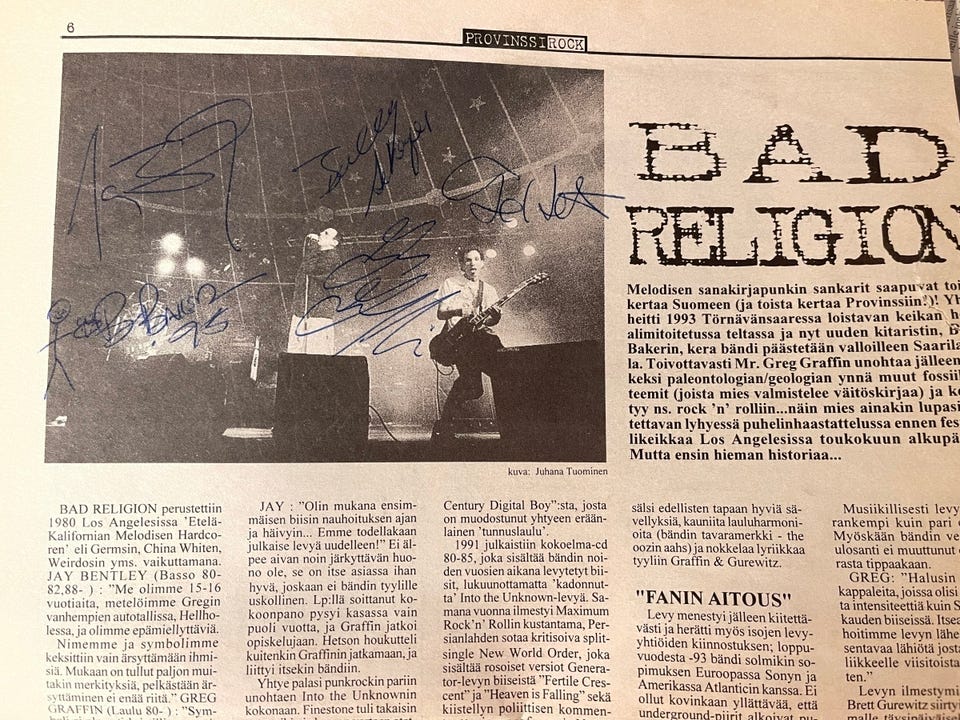 6
PROVINSSIROCK
BAD
RELIGION
Melodisen sanakirjapunkin sankarit saapuvat toi
kertaa Suomeen (ja toista kertaa Provinssiin!)! Yh
heitti 1993 Törnävänsaaressa loistavan keikan h
alimitoitetussa teltassa ja nyt uuden kitaristin, B
Bakerin, kera bändi päästetään valloilleen Saarila
la. Toivottavasti Mr. Greg Graffin unohtaa jälleen
keksi paleontologian/geologian ynnä muut fossiil
teemit (joista mies valmistelee väitöskirjaa) ja ke
tyy ns. rock 'n' rolliin...näin mies ainakin lupasi
tettavan lyhyessä puhelinhaastattelussa ennen fes
likeikkaa Los Angelesissa toukokuun alkupä
Mutta ensin hieman historiaa...
kuva: Juhana Tuominen
BAD RELIGION perustettiin
1980 Los Angelesissa 'Etelä-
Kalifornian Melodisen Hardco-
ren' eli Germsin, China Whiten,
Weirdosin yms. vaikuttamana.
JAY BENTLEY (Basso 80-
82,88- ) : "Me olimme 15-16
vuotiaita, metelöimme Gregin
vanhempien autotallissa, Hellho-
lessa, ja olimme epämiellyttäviä.
Nimemme ja symbolimme
keksittiin vain ärsyttämään ihmi-
siä. Mukaan on tullut paljon mui-
takin merkityksiä, pelkästään är-
syttäminen ei enää riitä." GREG
GRAFFIN (Laulu 80- ) : "Sym-
JAY : "Olin mukana ensim-
mäisen biisin nauhoituksen ajan
ja häivyin... Emme todellakaan
julkaise levyä uudelleen!" Ei äl-
pee aivan noin järkyttävän huo-
no ole, se on itse asiassa ihan
hyvä, joskaan ei bändin tyylille
uskollinen. Lp:llä soittanut ko-
koonpano pysyi kasassa vain
puoli vuotta, ja Graffin jatkoi
opiskelujaan. Hetson houkutteli
kuitenkin Graffinin jatkamaan, ja
liittyi itsekin bändiin.
Yhtye palasi punkrockin pariin
unohtaen Into the Unknownin
kokonaan. Finestone tuli takaisin
Century Digital Boy":sta, josta
on muodostunut yhtyeen erään-
lainen 'tunnuslaulu'.
1991 julkaistiin kokoelma-cd
80-85, joka sisältää bändin noi-
den vuosien aikana levytetyt biisit,
lukuunottamatta 'kadonnut-
ta' Into the Unknown-levyä. Sa-
mana vuonna ilmestyi Maximum
Rock'n' Rollin kustantama, Per-
sianlahden sotaa kritisoiva split-
single New World Order, joka
sisältää rosoiset versiot Genera-
tor-levyn biiseistä "Fertile Cres-
cent" ja "Heaven is Falling" sekä
kiistellyn poliittisen kommen-
sälsi edellisten tapaan hyviä sä-
vellyksiä, kauniita lauluharmoni-
oita (bändin tavaramerkki - the
oozin aahs) ja nokkelaa lyriikkaa
tyyliin Graffin & Gurewitz.
"FANIN AITOUS"
Levy menestyi jälleen kiitettä-
västi ja herätti myös isojen levy-
yhtiöiden kiinnostuksen; loppu-
vuodesta -93 bändi solmikin so-
pimuksen Euroopassa Sonyn ja
Amerikassa Atlanticin kanssa. Ei
ollut kovinkaan yllättävää, että
underground-piirit alkoivat pu-
Musiikillisesti levy
rankempi kuin pari e
Myöskään bändin ve
ulosanti ei muuttunut o
rasta tippaakaan.
GREG: "Halusin
kappaleita, joissa olisi
ta intensiteettiä kuin S
kauden biiseissä. Itsea
hoitimme levyn lähe
sentavaa lähiötä josta
liikkeelle viisitoista
ten."
Levyn ilmestymi
Brett Gurewitz siirtyi